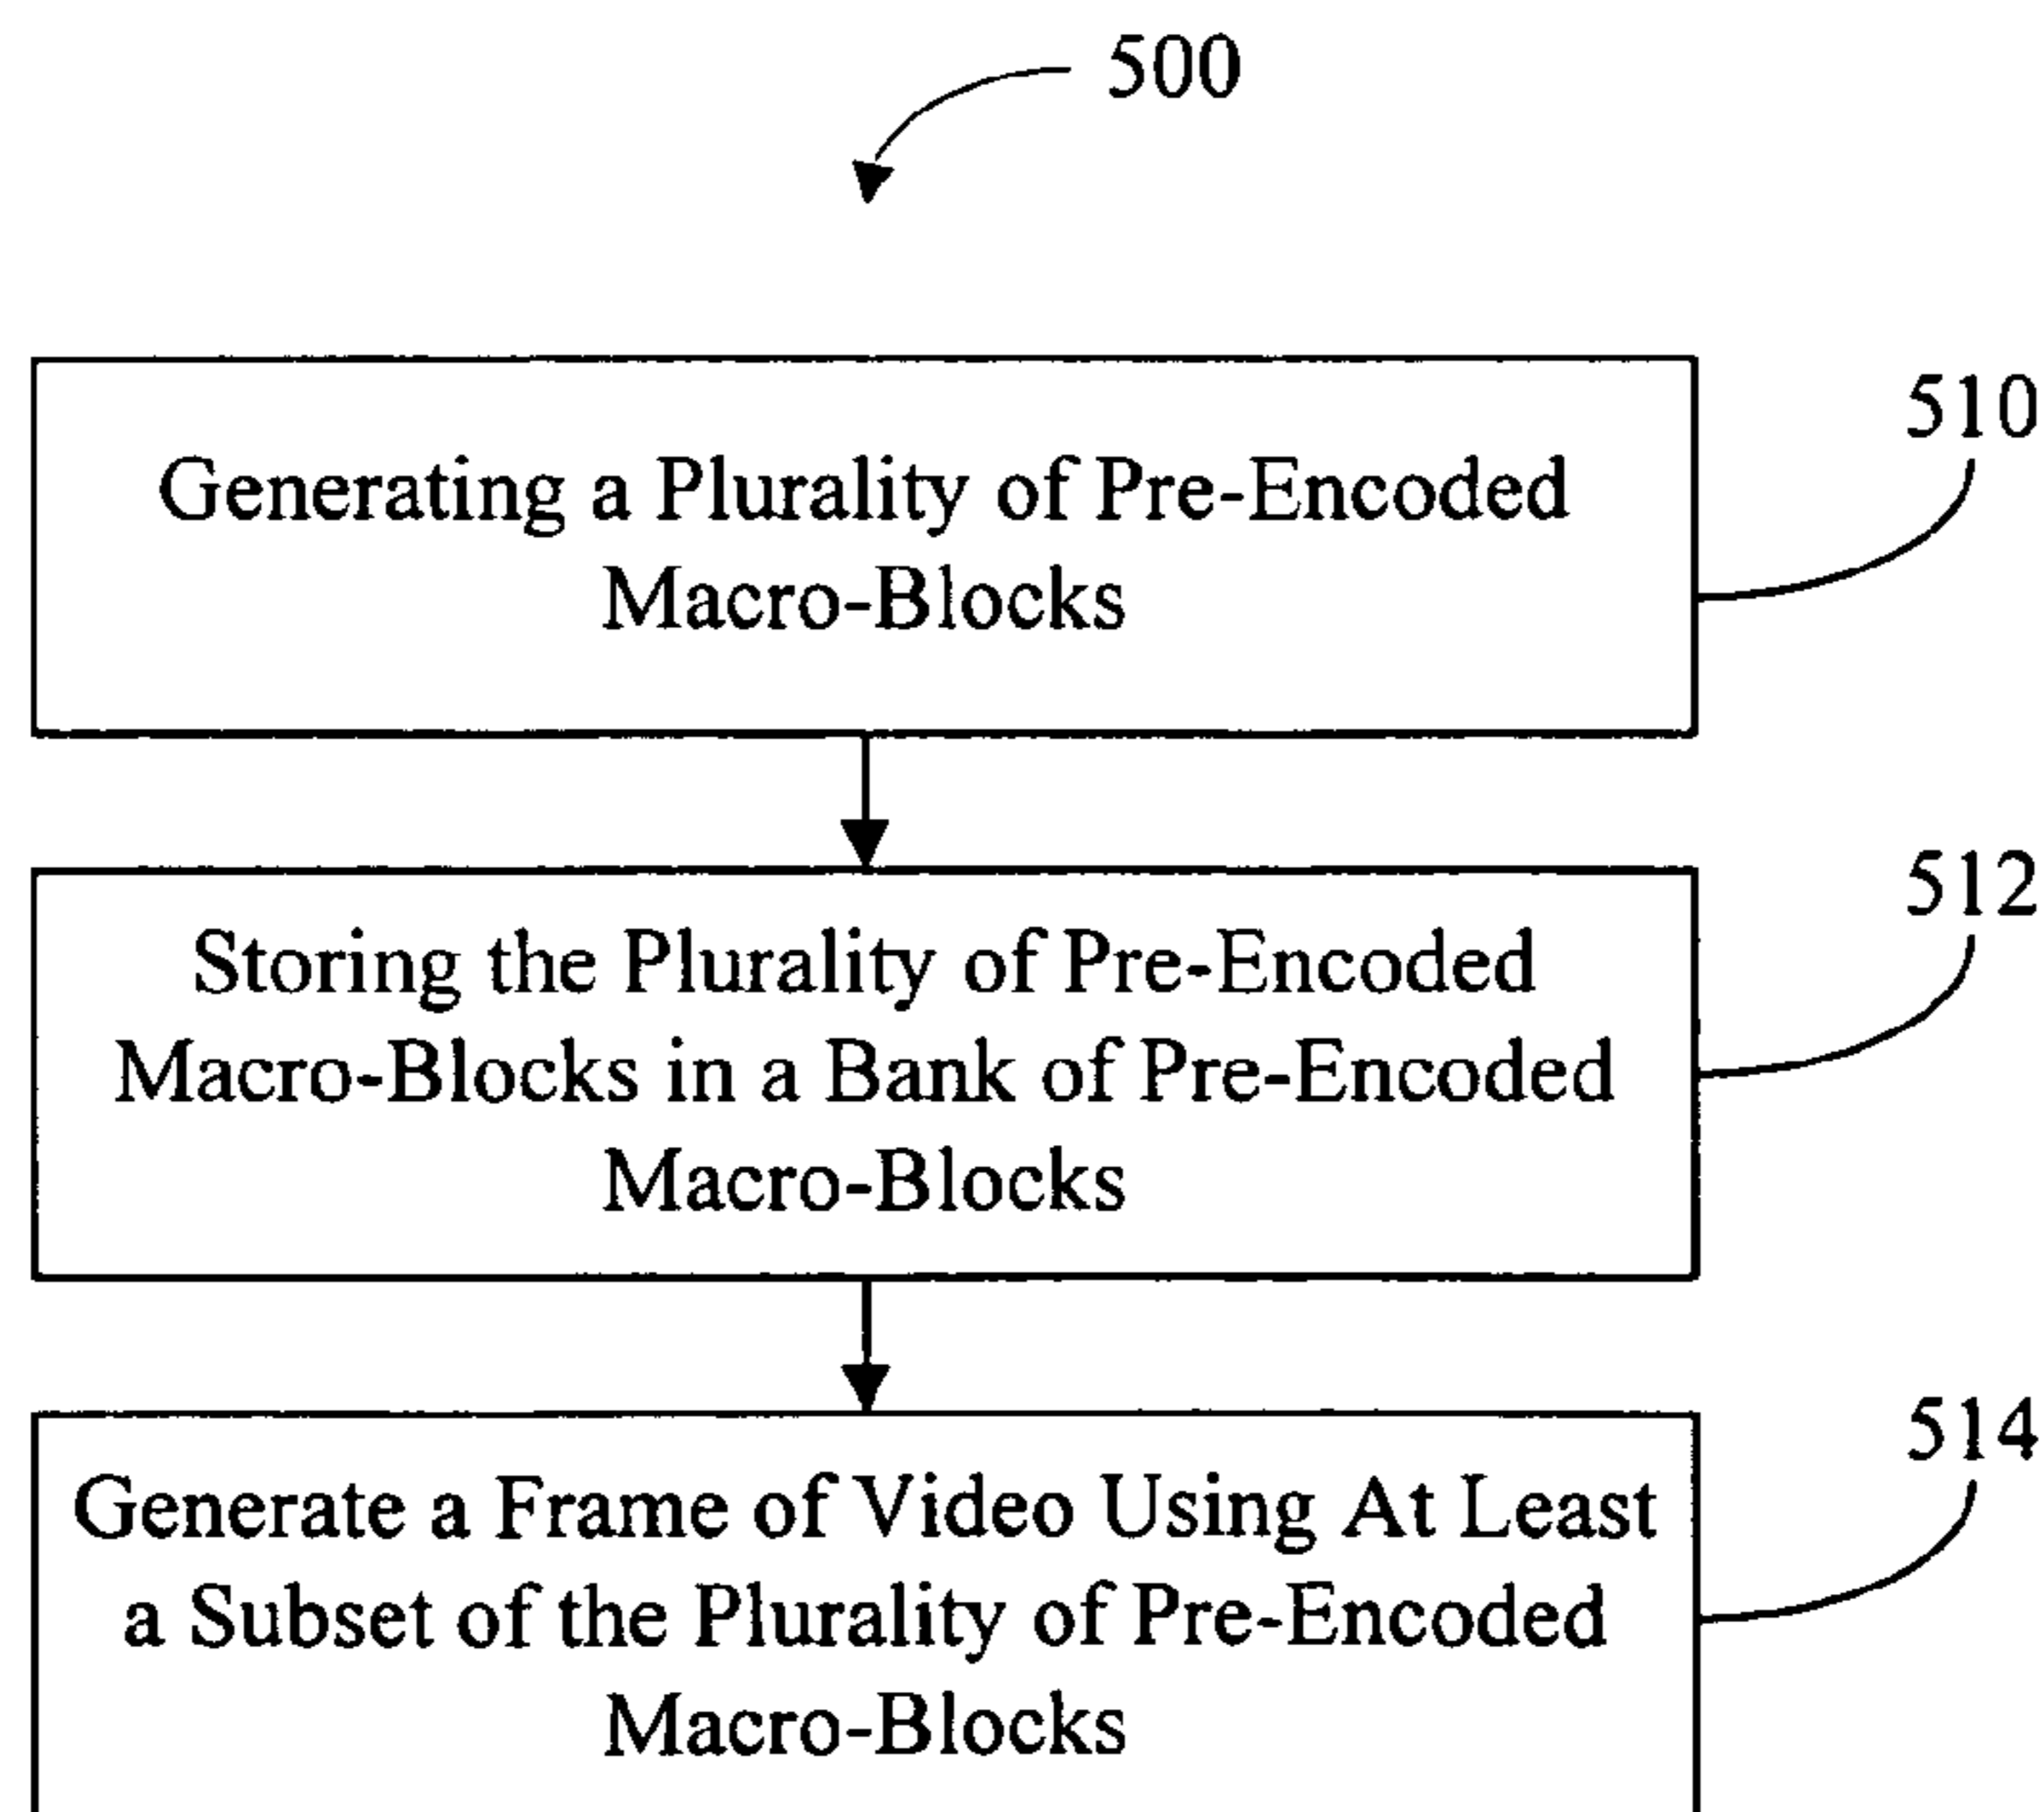 500
510
Generating a Plurality of Pre-Encoded
Macro-Blocks
512
Storing the Plurality of Pre-Encoded
Macro-Blocks in a Bank of Pre-Encoded
Macro-Blocks
514
Generate a Frame of Video Using At Least
a Subset of the Plurality of Pre-Encoded
Macro-Blocks